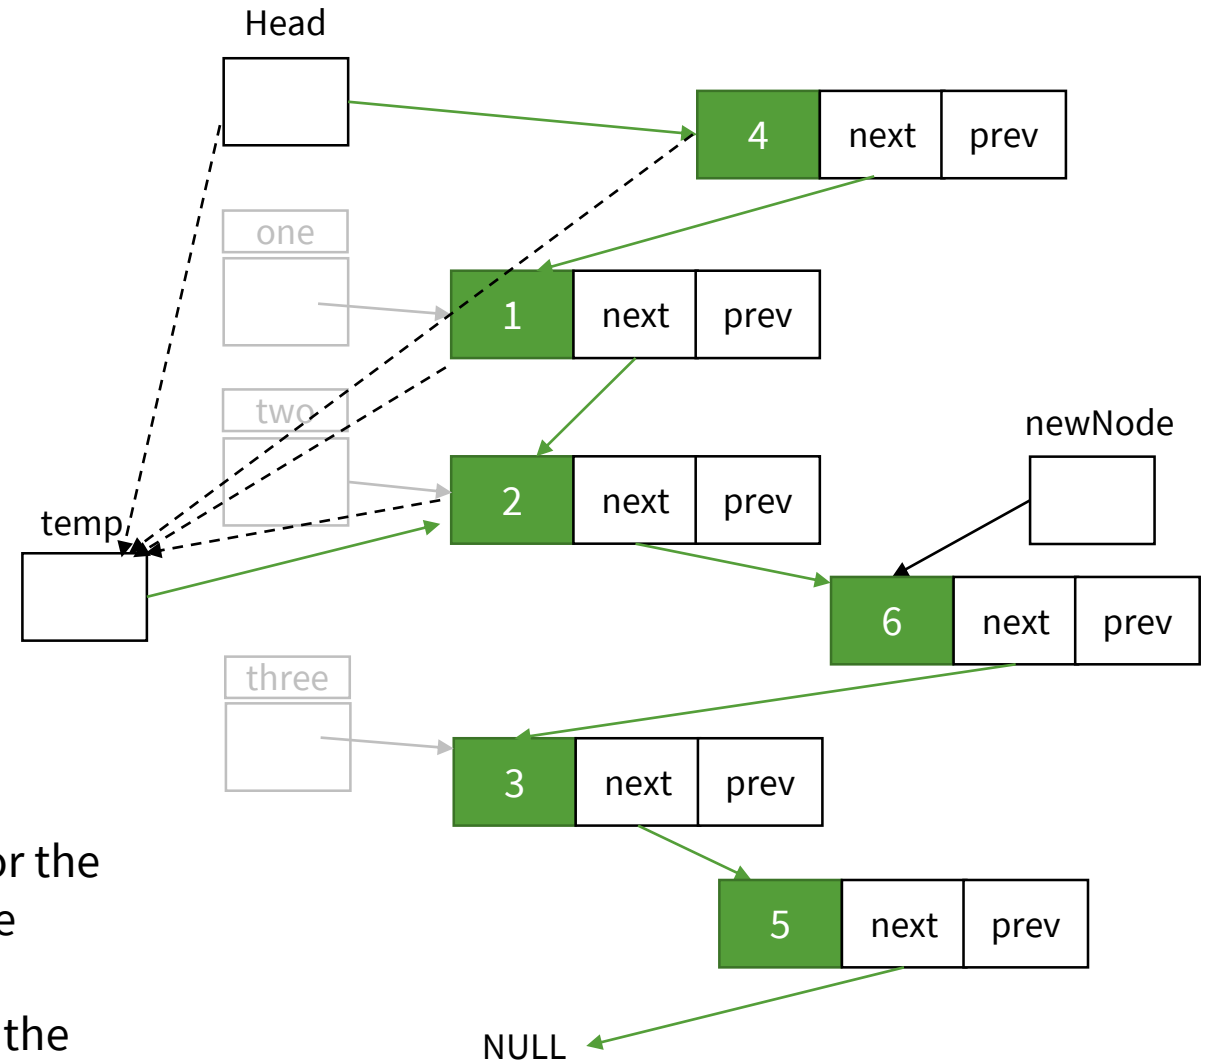 Head
4 next prev
one
1 next prev
two
newNode
2 next prev
temp
6 next prev
three
3 next prev
or the
5 next prev
the
NULL